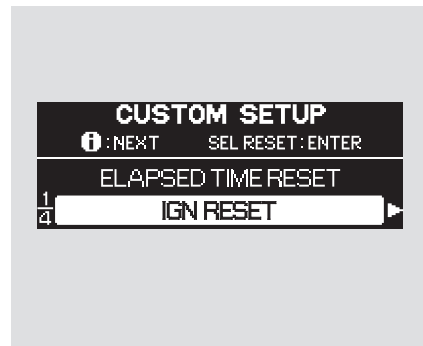 CUSTOM SETUP
i:NEXT SEL RESET:ENTER
ELAPSED TIME RESET
1/4 IGN RESET